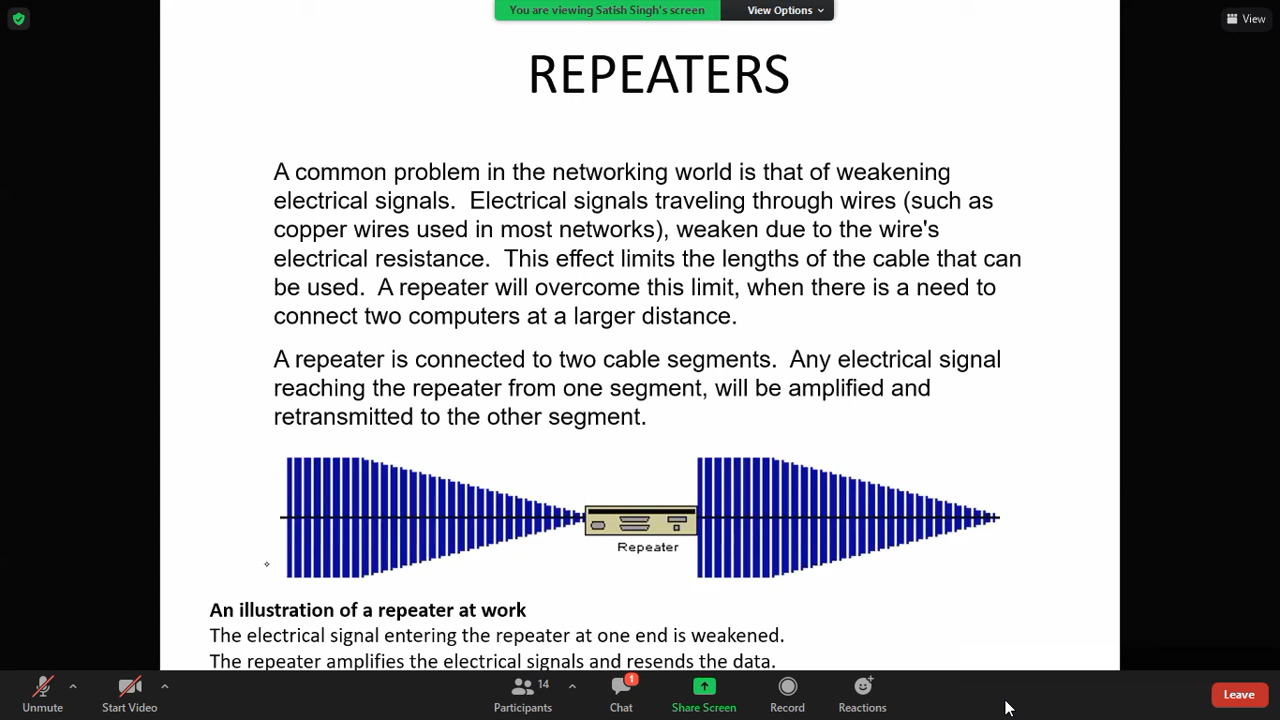 You are viewing Satish Singh's screen
View Options
View
REPEATERS
A common problem in the networking world is that of weakening
electrical signals.  Electrical signals traveling through wires (such as
copper wires used in most networks), weaken due to the wire's
electrical resistance.  This effect limits the lengths of the cable that can
be used.  A repeater will overcome this limit, when there is a need to
connect two computers at a larger distance.
A repeater is connected to two cable segments.  Any electrical signal
reaching the repeater from one segment, will be amplified and
retransmitted to the other segment.
Repeater
An illustration of a repeater at work
The electrical signal entering the repeater at one end is weakened.
The repeater amplifies the electrical signals and resends the data.
Unmute
Start Video
14
Participants
1
Chat
Share Screen
Record
Reactions
Leave